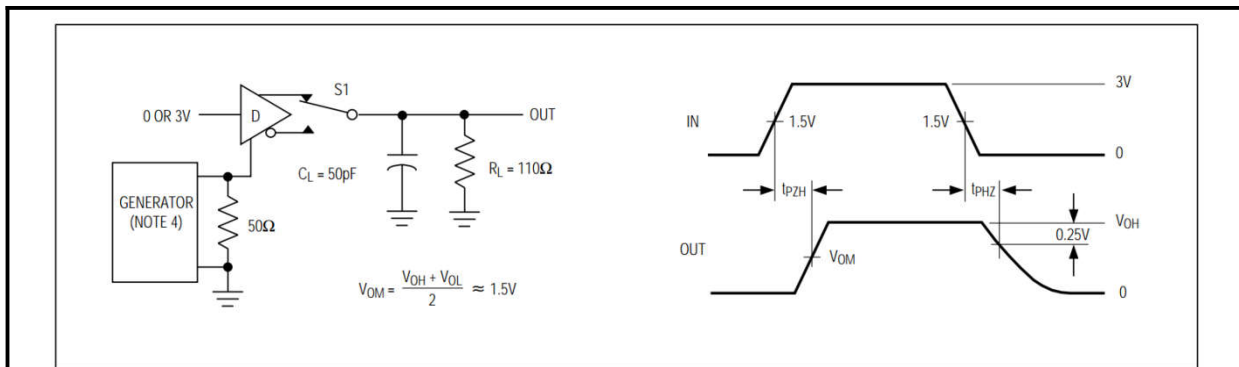 S1
0 OR 3V
D
OUT
C_L = 50pF
R_L = 110Ω
GENERATOR
(NOTE 4)
50Ω
V_OM = (V_OH + V_OL) / 2 ≈ 1.5V
3V
IN
1.5V
1.5V
0
t_PZH
t_PHZ
V_OH
0.25V
OUT
V_OM
0